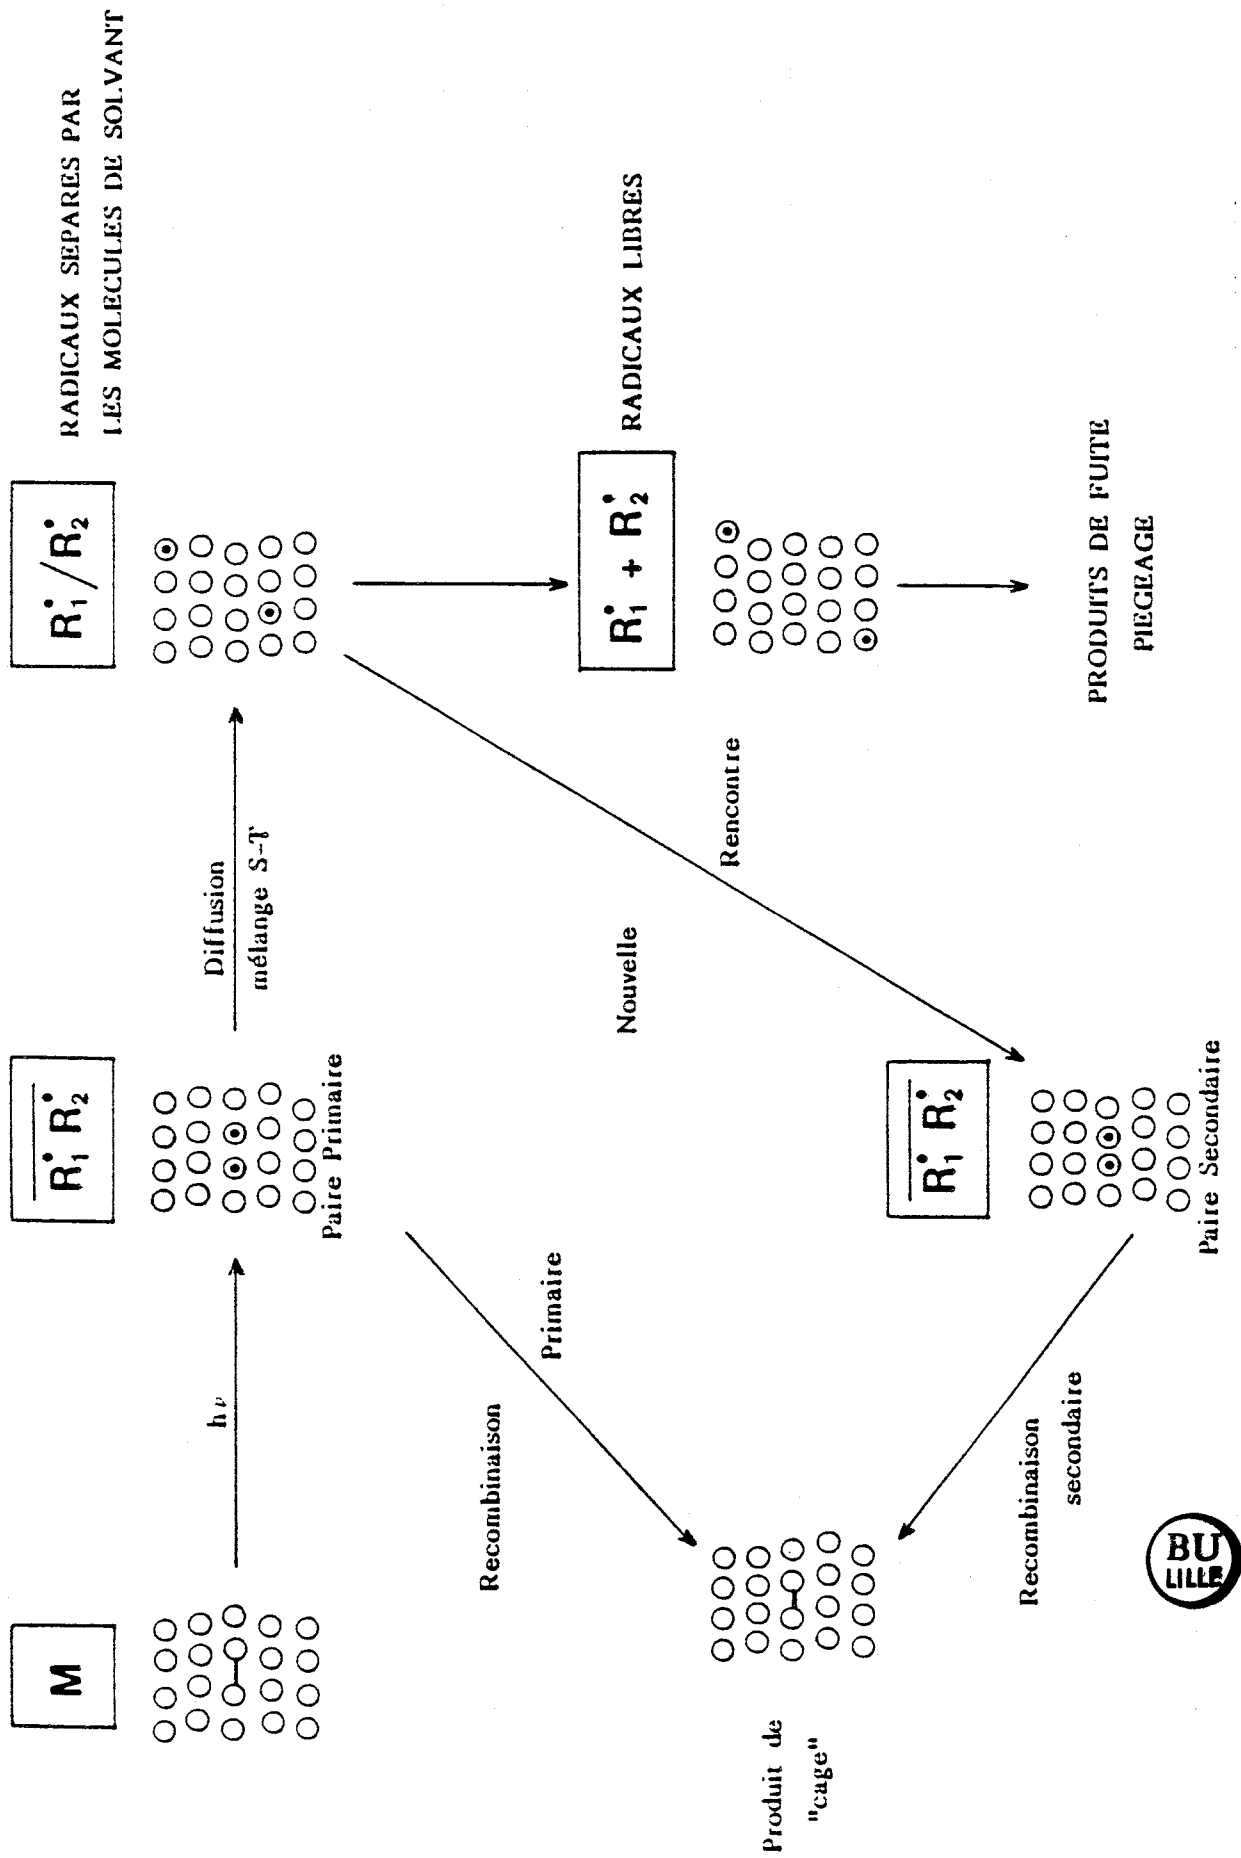 M
hν
R₁• R₂•
Paire Primaire
Diffusion
mélange S-T
R₁•/R₂•
RADICAUX SEPARES PAR
LES MOLECULES DE SOLVANT
Recombinaison
Primaire
Nouvelle
Rencontre
R₁• + R₂•
RADICAUX LIBRES
Produit de
"cage"
Recombinaison
secondaire
R₁• R₂•
Paire Secondaire
PRODUITS DE FUITE
PIEGEAGE
BU
LILLE